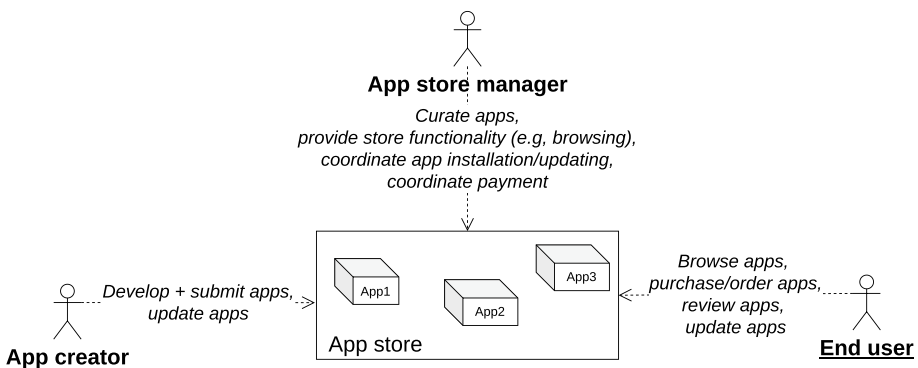 App store manager
Curate apps,
provide store functionality (e.g, browsing),
coordinate app installation/updating,
coordinate payment
App1
App2
App3
App store
Develop + submit apps,
update apps
App creator
Browse apps,
purchase/order apps,
review apps,
update apps
End user